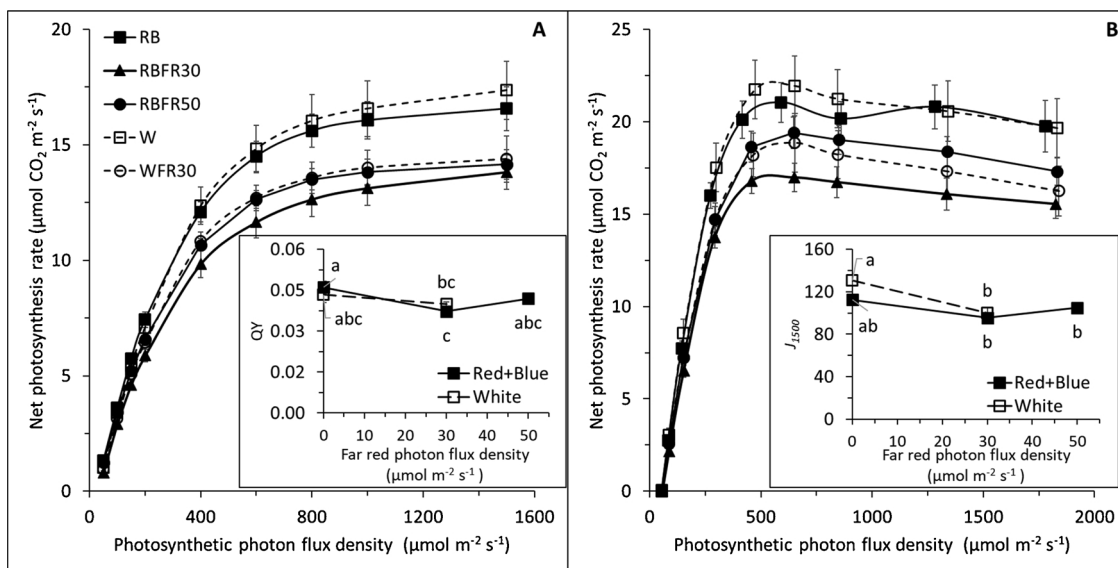 A
Net photosynthesis rate (µmol CO₂ m⁻² s⁻¹)
20
15
10
5
0
RB
RBFR30
RBFR50
W
WFR30
0
400
800
1200
1600
Photosynthetic photon flux density (µmol m⁻² s⁻¹)
QY
0.06
0.05
0.03
0.02
0.00
a
abc
bc
c
abc
Red+Blue
White
0 10 20 30 40 50
Far red photon flux density
(µmol m⁻² s⁻¹ )
B
Net photosynthesis rate (µmol CO₂ m⁻² s⁻¹)
25
20
15
10
5
0
0
500
1000
1500
2000
Photosynthetic photon flux density (µmol m⁻² s⁻¹)
J1500
160
120
80
40
0
a
ab
b
b
b
Red+Blue
White
0 10 20 30 40 50
Far red photon flux density
(µmol m⁻² s⁻¹ )